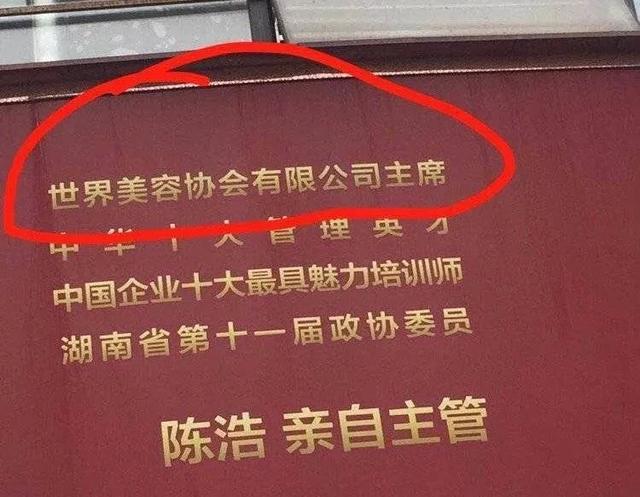 世界美容协会有限公司主席
中华十大管理英才
中国企业十大最具魅力培训师
湖南省第十一届政协委员
陈浩 亲自主管